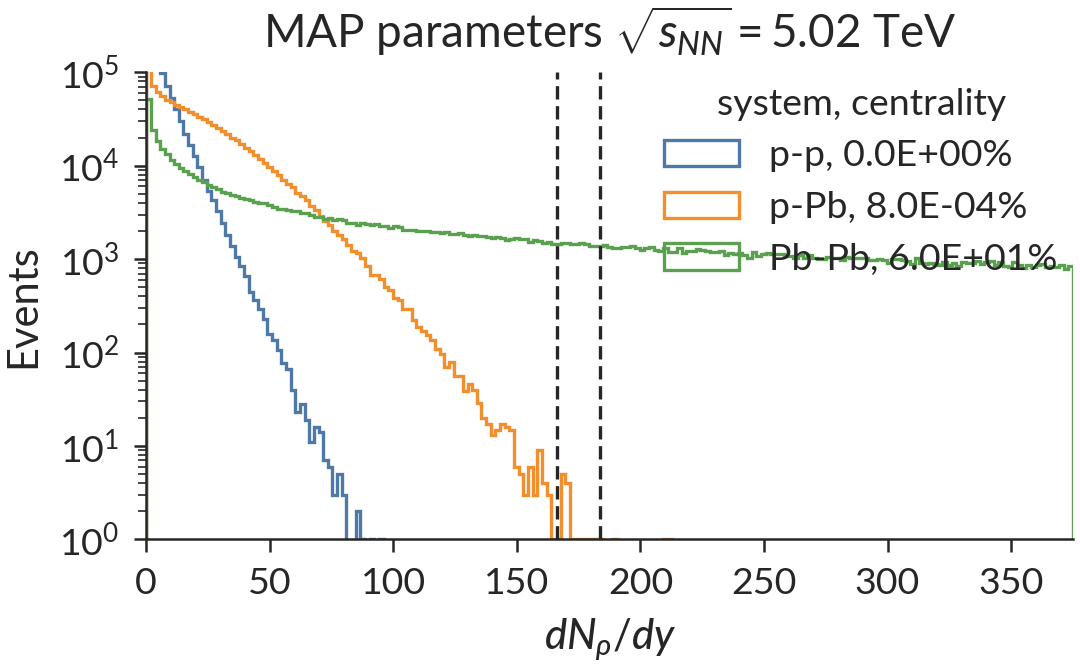 MAP parameters √s_NN = 5.02 TeV
10^5
10^4
10^3
10^2
10^1
10^0
Events
system, centrality
p-p, 0.0E+00%
p-Pb, 8.0E-04%
Pb-Pb, 6.0E+01%
0 50 100 150 200 250 300 350
dN_ρ/dy